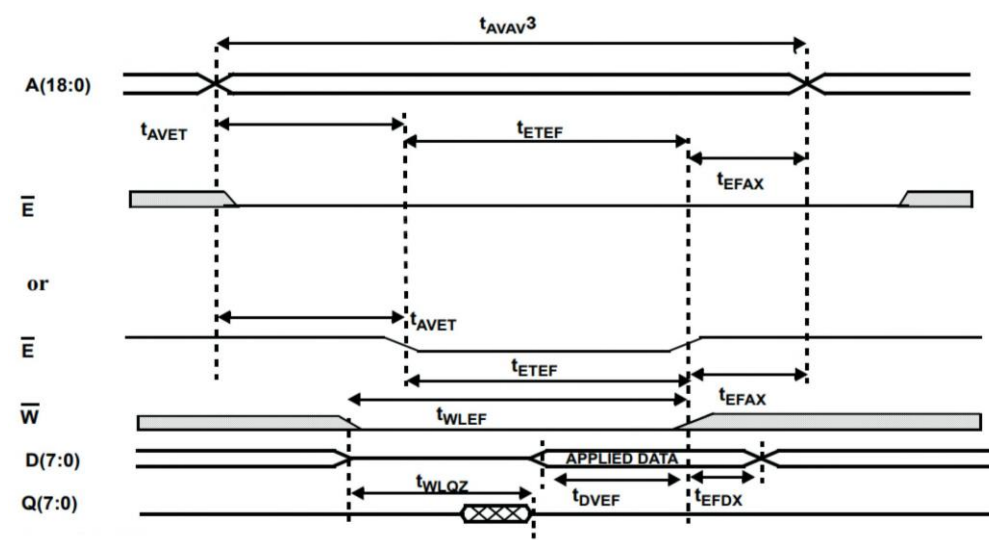 tAVAV3
A(18:0)
tAVET
tETEF
tEFAX
E̅
or
tAVET
E̅
tETEF
tEFAX
W̅
tWLEF
D(7:0)
APPLIED DATA
tWLQZ
tDVEF
tEFDX
Q(7:0)